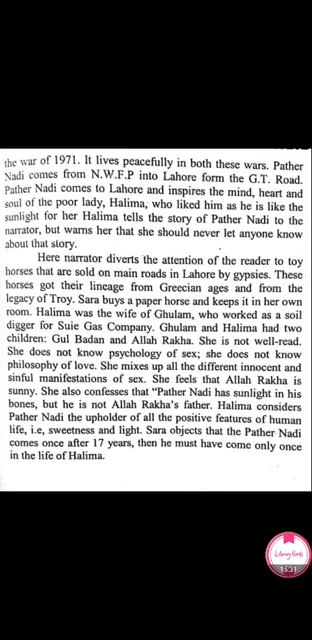 the war of 1971. It lives peacefully in both these wars. Pather
Nadi comes from N.W.F.P into Lahore form the G.T. Road.
Pather Nadi comes to Lahore and inspires the mind, heart and
soul of the poor lady, Halima, who liked him as he is like the
sunlight for her Halima tells the story of Pather Nadi to the
narrator, but warns her that she should never let anyone know
about that story.
Here narrator diverts the attention of the reader to toy
horses that are sold on main roads in Lahore by gypsies. These
horses got their lineage from Greecian ages and from the
legacy of Troy. Sara buys a paper horse and keeps it in her own
room. Halima was the wife of Ghulam, who worked as a soil
digger for Suie Gas Company. Ghulam and Halima had two
children: Gul Badan and Allah Rakha. She is not well-read.
She does not know psychology of sex; she does not know
philosophy of love. She mixes up all the different innocent and
sinful manifestations of sex. She feels that Allah Rakha is
sunny. She also confesses that "Pather Nadi has sunlight in his
bones, but he is not Allah Rakha's father. Halima considers
Pather Nadi the upholder of all the positive features of human
life, i.e, sweetness and light. Sara objects that the Pather Nadi
comes once after 17 years, then he must have come only once
in the life of Halima.
15:31